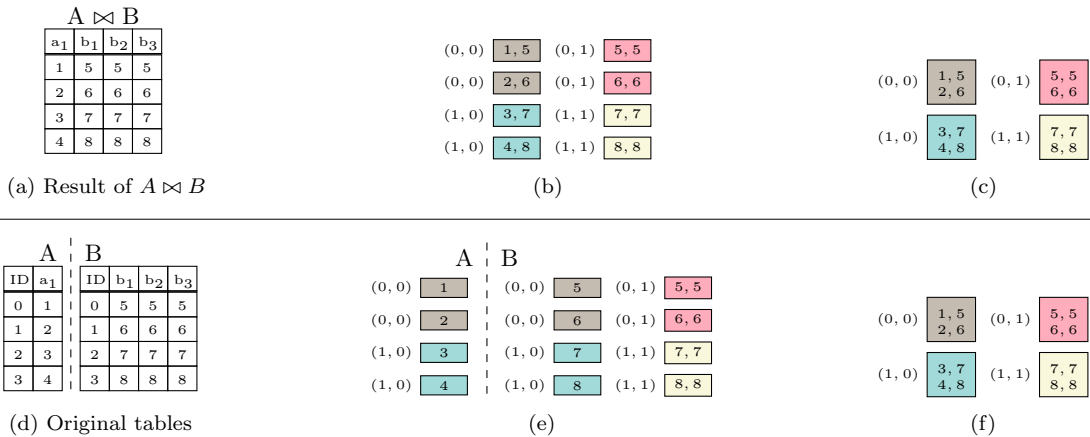 A ⋈ B
a1 b1 b2 b3
1 5 5 5
2 6 6 6
3 7 7 7
4 8 8 8
(a) Result of A ⋈ B
(0, 0) 1, 5 (0, 1) 5, 5
(0, 0) 2, 6 (0, 1) 6, 6
(1, 0) 3, 7 (1, 1) 7, 7
(1, 0) 4, 8 (1, 1) 8, 8
(b)
(0, 0) 1, 5 2, 6 (0, 1) 5, 5 6, 6
(1, 0) 3, 7 4, 8 (1, 1) 7, 7 8, 8
(c)
A B
ID a1 ID b1 b2 b3
0 1 0 5 5 5
1 2 1 6 6 6
2 3 2 7 7 7
3 4 3 8 8 8
(d) Original tables
A B
(0, 0) 1 (0, 0) 5 (0, 1) 5, 5
(0, 0) 2 (0, 0) 6 (0, 1) 6, 6
(1, 0) 3 (1, 0) 7 (1, 1) 7, 7
(1, 0) 4 (1, 0) 8 (1, 1) 8, 8
(e)
(0, 0) 1, 5 2, 6 (0, 1) 5, 5 6, 6
(1, 0) 3, 7 4, 8 (1, 1) 7, 7 8, 8
(f)